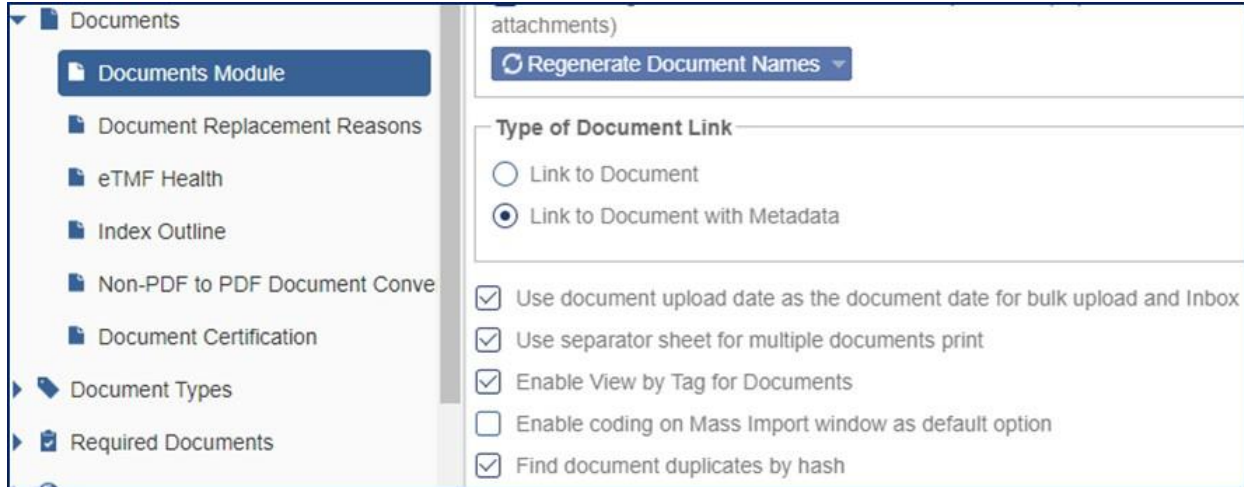 Documents
Documents Module
Document Replacement Reasons
eTMF Health
Index Outline
Non-PDF to PDF Document Conve
Document Certification
Document Types
Required Documents
attachments)
Regenerate Document Names
Type of Document Link
Link to Document
Link to Document with Metadata
Use document upload date as the document date for bulk upload and Inbox
Use separator sheet for multiple documents print
Enable View by Tag for Documents
Enable coding on Mass Import window as default option
Find document duplicates by hash